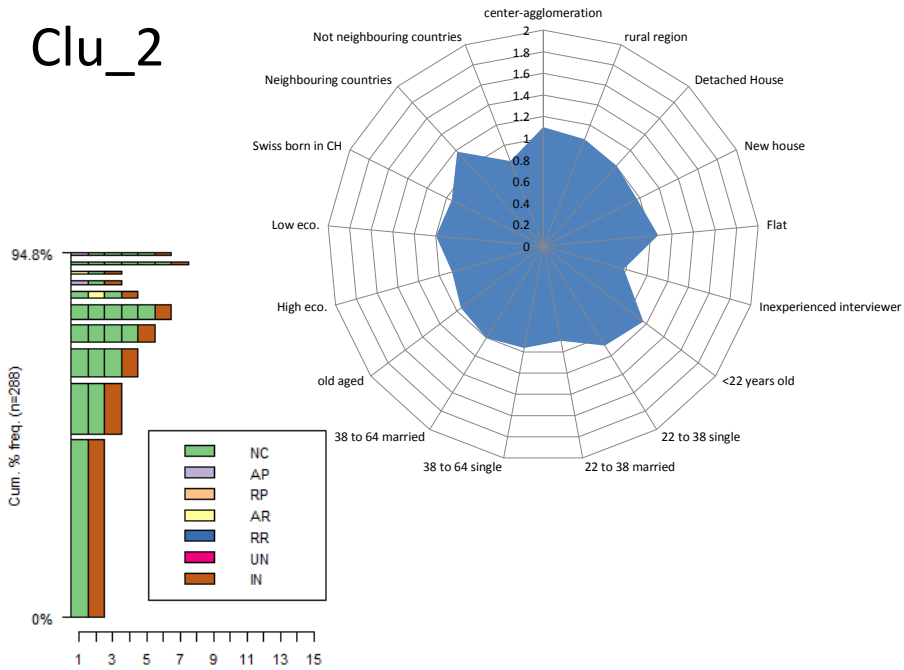 Clu_2
center-agglomeration
rural region
Detached House
New house
Flat
Inexperienced interviewer
<22 years old
22 to 38 single
22 to 38 married
38 to 64 single
38 to 64 married
old aged
High eco.
Low eco.
Swiss born in CH
Neighbouring countries
Not neighbouring countries
2
1.8
1.6
1.4
1.2
1
0.8
0.6
0.4
0.2
0
94.8%
Cum. % freq. (n=288)
0%
1 3 5 7 9 11 13 15
NC
AP
RP
AR
RR
UN
IN